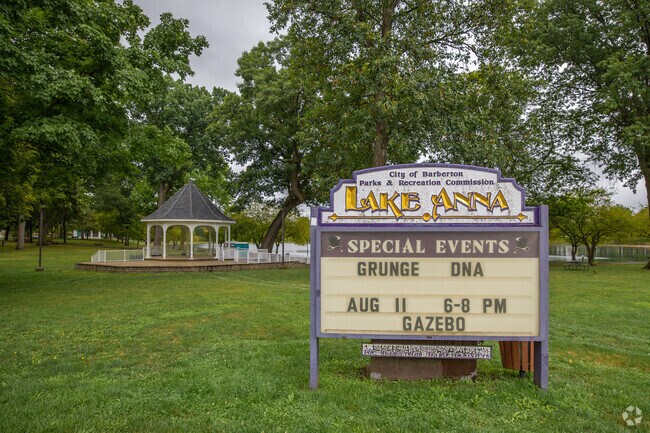 City of Barberton
Parks & Recreation Commission
LAKE ANNA
SPECIAL EVENTS
GRUNGE DNA
AUG 11 6-8 PM
GAZEBO